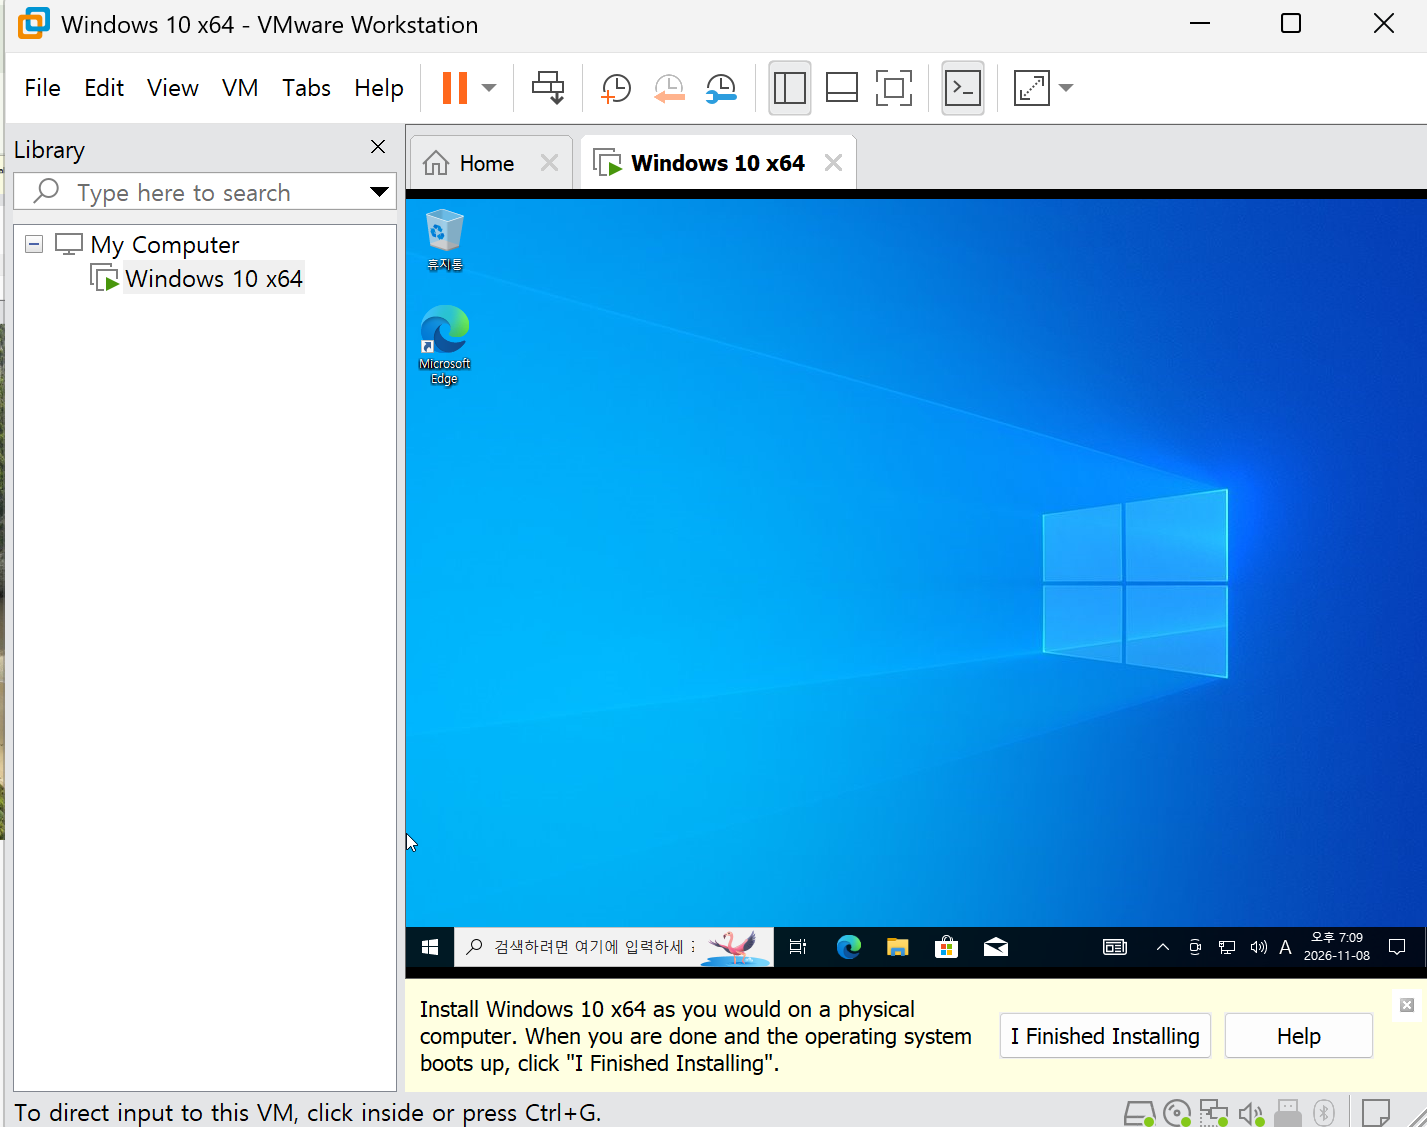 Windows 10 x64 - VMware Workstation
File Edit View VM Tabs Help
Library
Type here to search
My Computer
Windows 10 x64
Home
Windows 10 x64
휴지통
Microsoft
Edge
검색하려면 여기에 입력하세
A
오후 7:09
2026-11-08
Install Windows 10 x64 as you would on a physical
computer. When you are done and the operating system
boots up, click "I Finished Installing".
I Finished Installing
Help
To direct input to this VM, click inside or press Ctrl+G.